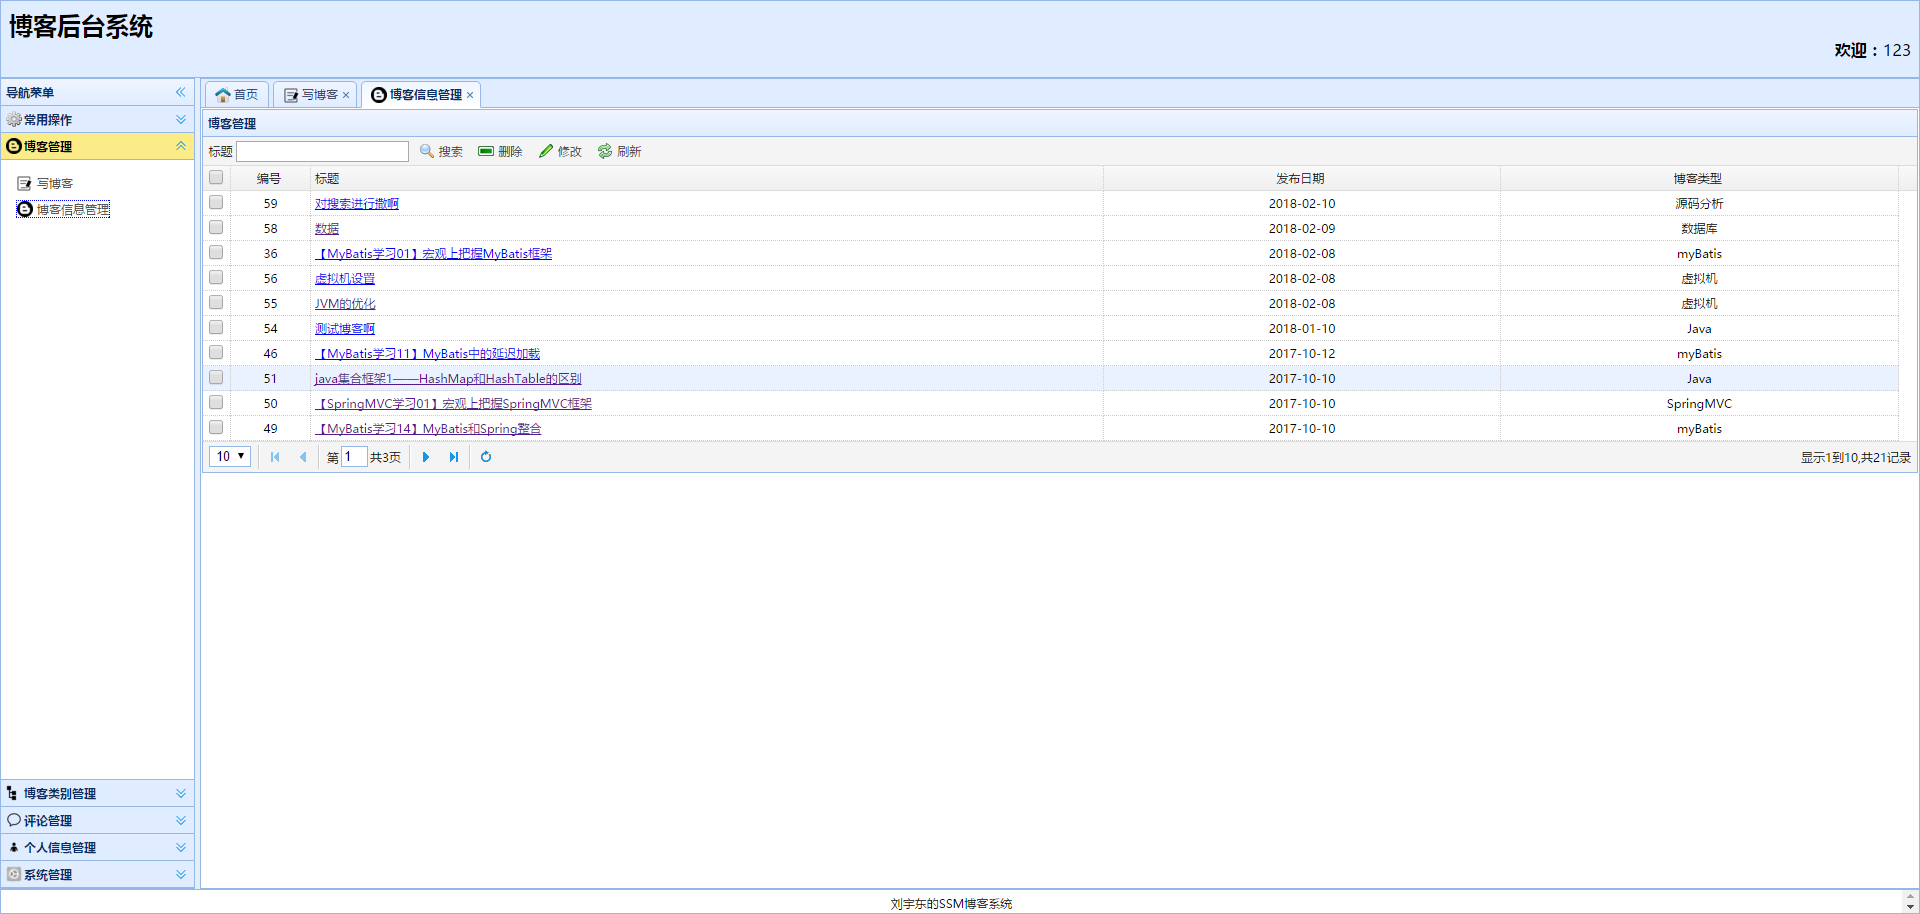 博客后台系统
欢迎：123
导航菜单
常用操作
博客管理
写博客
博客信息管理
博客类别管理
评论管理
个人信息管理
系统管理
首页 写博客 博客信息管理
博客管理
标题 搜索 删除 修改 刷新
编号 标题 发布日期 博客类型
59 对搜索进行撒啊 2018-02-10 源码分析
58 数据 2018-02-09 数据库
36 【MyBatis学习01】宏观上把握MyBatis框架 2018-02-08 myBatis
56 虚拟机设置 2018-02-08 虚拟机
55 JVM的优化 2018-02-08 虚拟机
54 测试博客啊 2018-01-10 Java
46 【MyBatis学习11】MyBatis中的延迟加载 2017-10-12 myBatis
51 java集合框架1——HashMap和HashTable的区别 2017-10-10 Java
50 【SpringMVC学习01】宏观上把握SpringMVC框架 2017-10-10 SpringMVC
49 【MyBatis学习14】MyBatis和Spring整合 2017-10-10 myBatis
10 第 1 共3页 显示1到10,共21记录
刘宇东的SSM博客系统